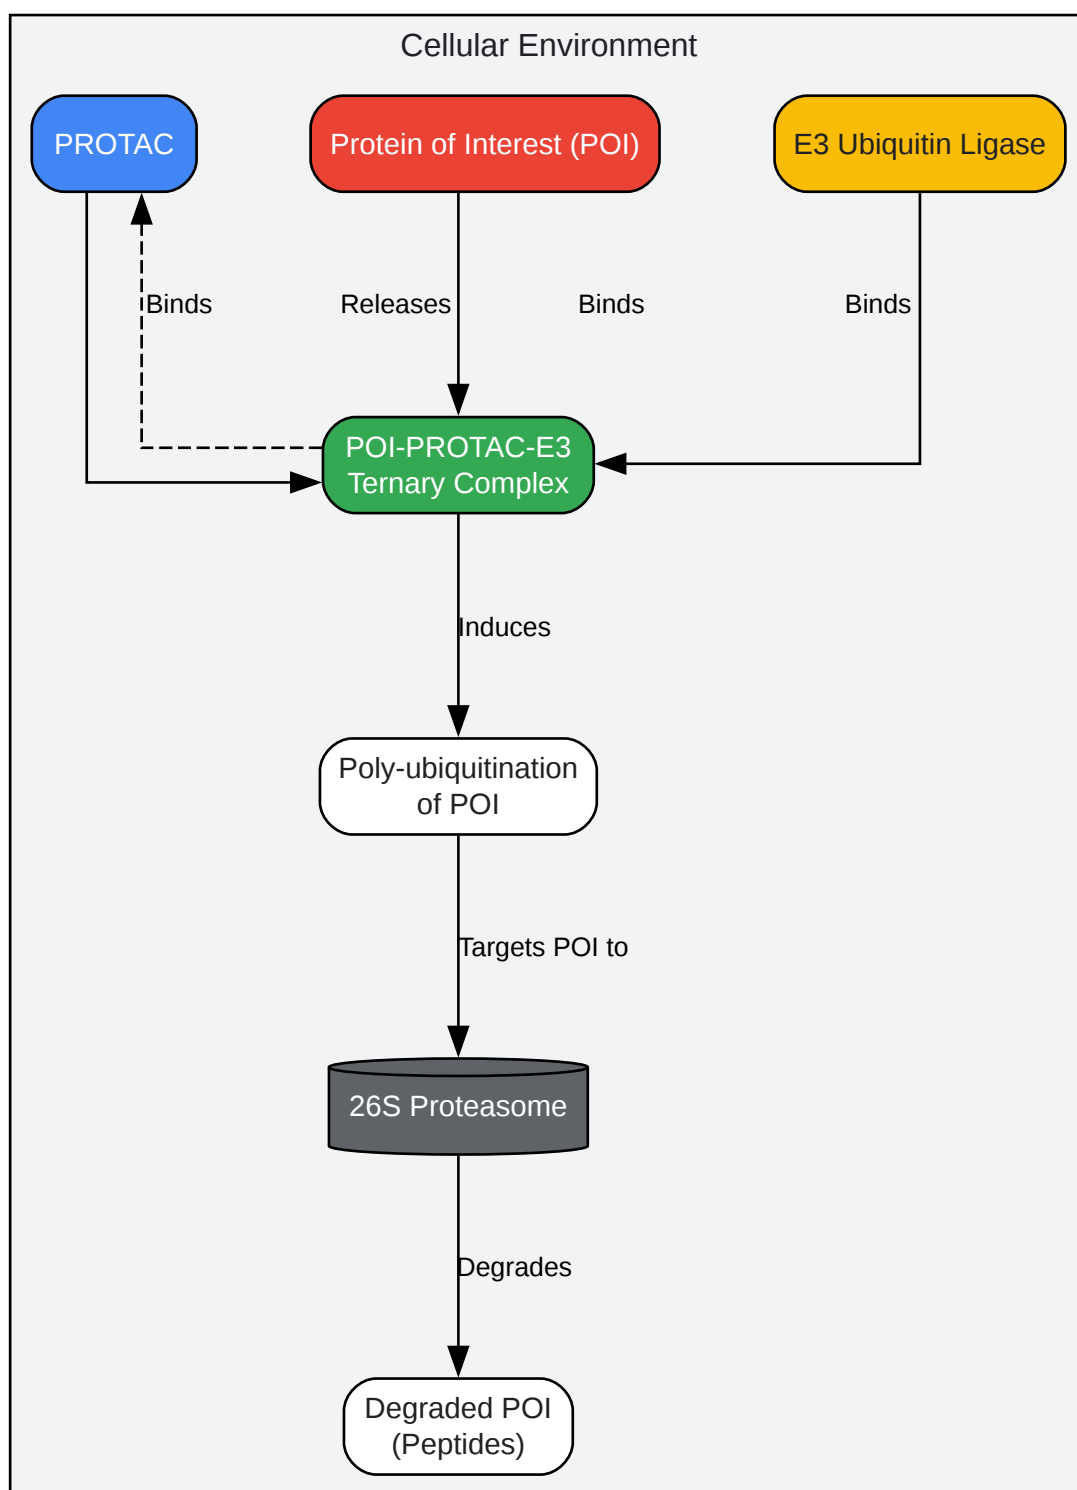 Cellular Environment
PROTAC
Protein of Interest (POI)
E3 Ubiquitin Ligase
Binds
Releases
Binds
Binds
POI-PROTAC-E3
Ternary Complex
Induces
Poly-ubiquitination
of POI
Targets POI to
26S Proteasome
Degrades
Degraded POI
(Peptides)